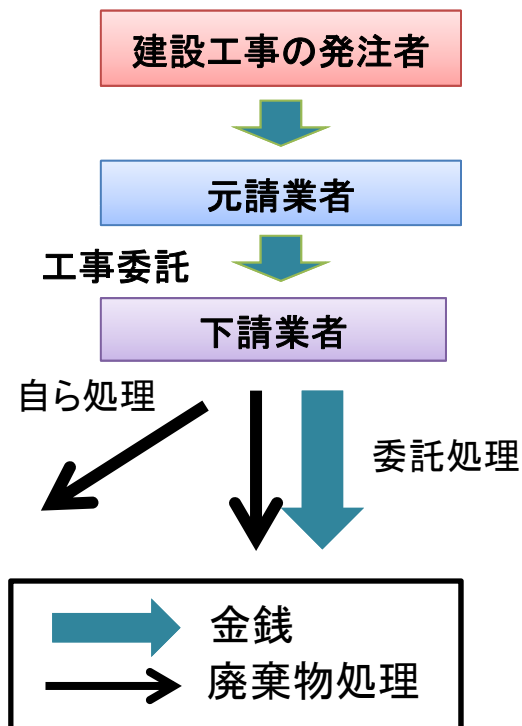 建設工事の発注者
元請業者
工事委託
下請業者
自ら処理
委託処理
金銭
廃棄物処理